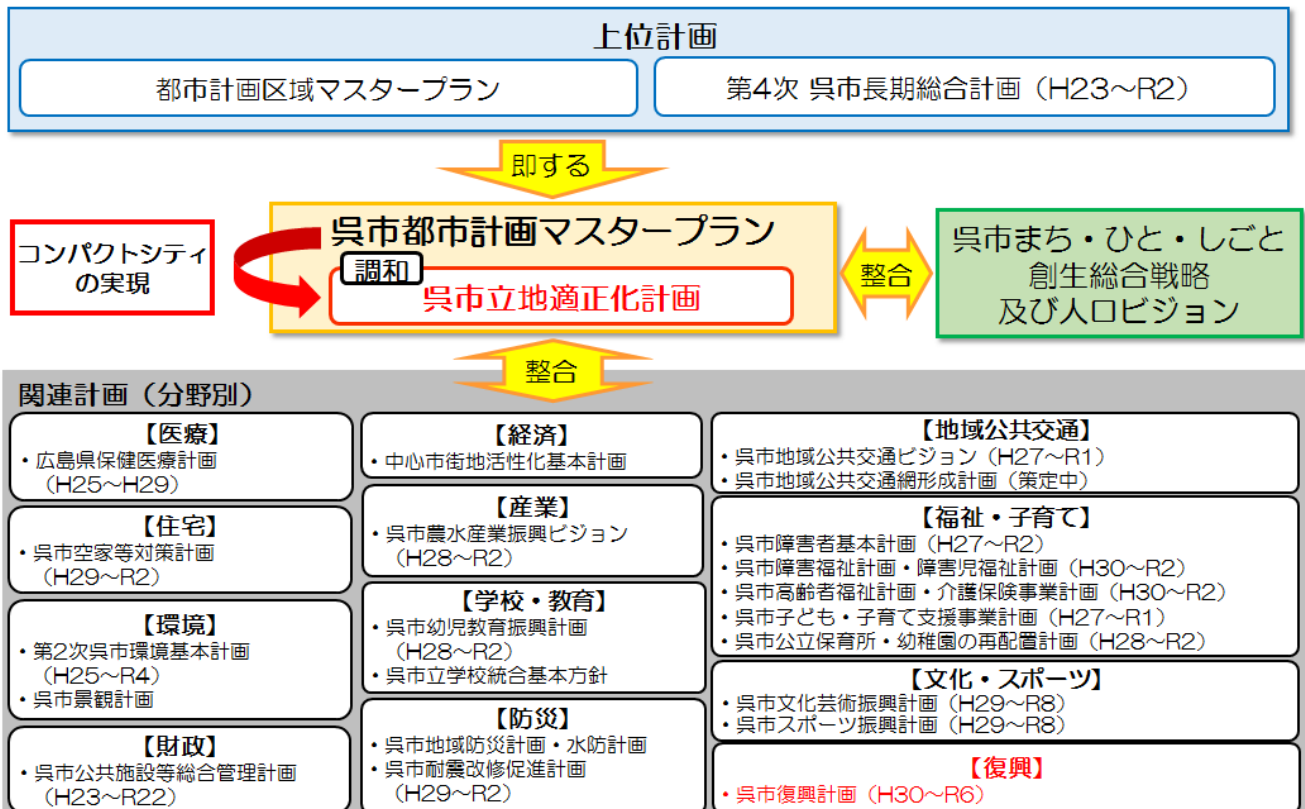 上位計画
都市計画区域マスタープラン
第4次 呉市長期総合計画（H23～R2）
即する
コンパクトシティ
の実現
呉市都市計画マスタープラン
調和
呉市立地適正化計画
整合
呉市まち・ひと・しごと
創生総合戦略
及び人口ビジョン
整合
関連計画（分野別）
【医療】
・広島県保健医療計画
（H25～H29）
【住宅】
・呉市空家等対策計画
（H29～R2）
【環境】
・第2次呉市環境基本計画
（H25～R4）
・呉市景観計画
【財政】
・呉市公共施設等総合管理計画
（H23～R22）
【経済】
・中心市街地活性化基本計画
【産業】
・呉市農水産業振興ビジョン
（H28～R2）
【学校・教育】
・呉市幼児教育振興計画
（H28～R2）
・呉市立学校統合基本方針
【防災】
・呉市地域防災計画・水防計画
・呉市耐震改修促進計画
（H29～R2）
【地域公共交通】
・呉市地域公共交通ビジョン（H27～R1）
・呉市地域公共交通網形成計画（策定中）
【福祉・子育て】
・呉市障害者基本計画（H27～R2）
・呉市障害福祉計画・障害児福祉計画（H30～R2）
・呉市高齢者福祉計画・介護保険事業計画（H30～R2）
・呉市子ども・子育て支援事業計画（H27～R1）
・呉市公立保育所・幼稚園の再配置計画（H28～R2）
【文化・スポーツ】
・呉市文化芸術振興計画（H29～R8）
・呉市スポーツ振興計画（H29～R8）
【復興】
・呉市復興計画（H30～R6）